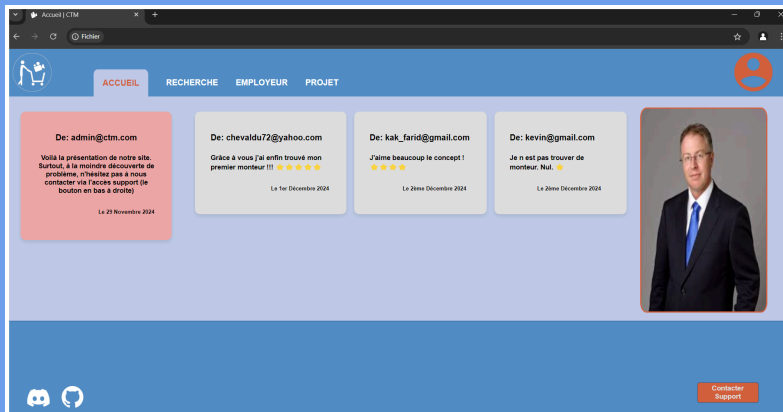 Accueil | CTM
Fichier
ACCUEIL RECHERCHE EMPLOYEUR PROJET
De: admin@ctm.com
Voilà la présentation de notre site.
Surtout, à la moindre découverte de
problème, n'hésitez pas à nous
contacter via l'accès support (le
bouton en bas à droite)
Le 29 Novembre 2024
De: chevaldu72@yahoo.com
Grâce à vous j'ai enfin trouvé mon
premier monteur !!!
Le 1er Décembre 2024
De: kak_farid@gmail.com
J'aime beaucoup le concept !
Le 2ème Décembre 2024
De: kevin@gmail.com
Je n est pas trouver de
monteur. Nul.
Le 2ème Décembre 2024
Contacter
Support